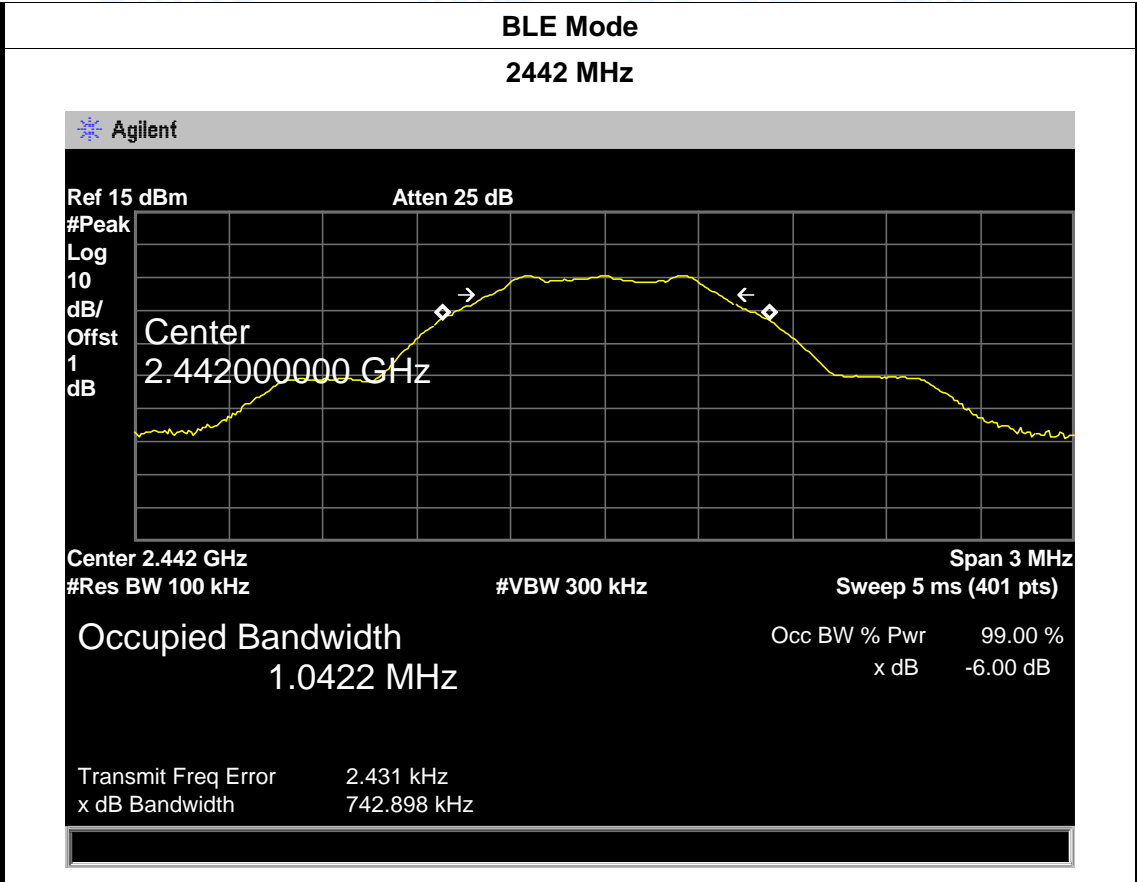 BLE Mode
2442 MHz
Agilent
Ref 15 dBm Atten 25 dB
#Peak
Log
10
dB/
Offst
1
dB
Center
2.442000000 GHz
Center 2.442 GHz Span 3 MHz
#Res BW 100 kHz #VBW 300 kHz Sweep 5 ms (401 pts)
Occupied Bandwidth Occ BW % Pwr 99.00 %
1.0422 MHz x dB -6.00 dB
Transmit Freq Error 2.431 kHz
x dB Bandwidth 742.898 kHz